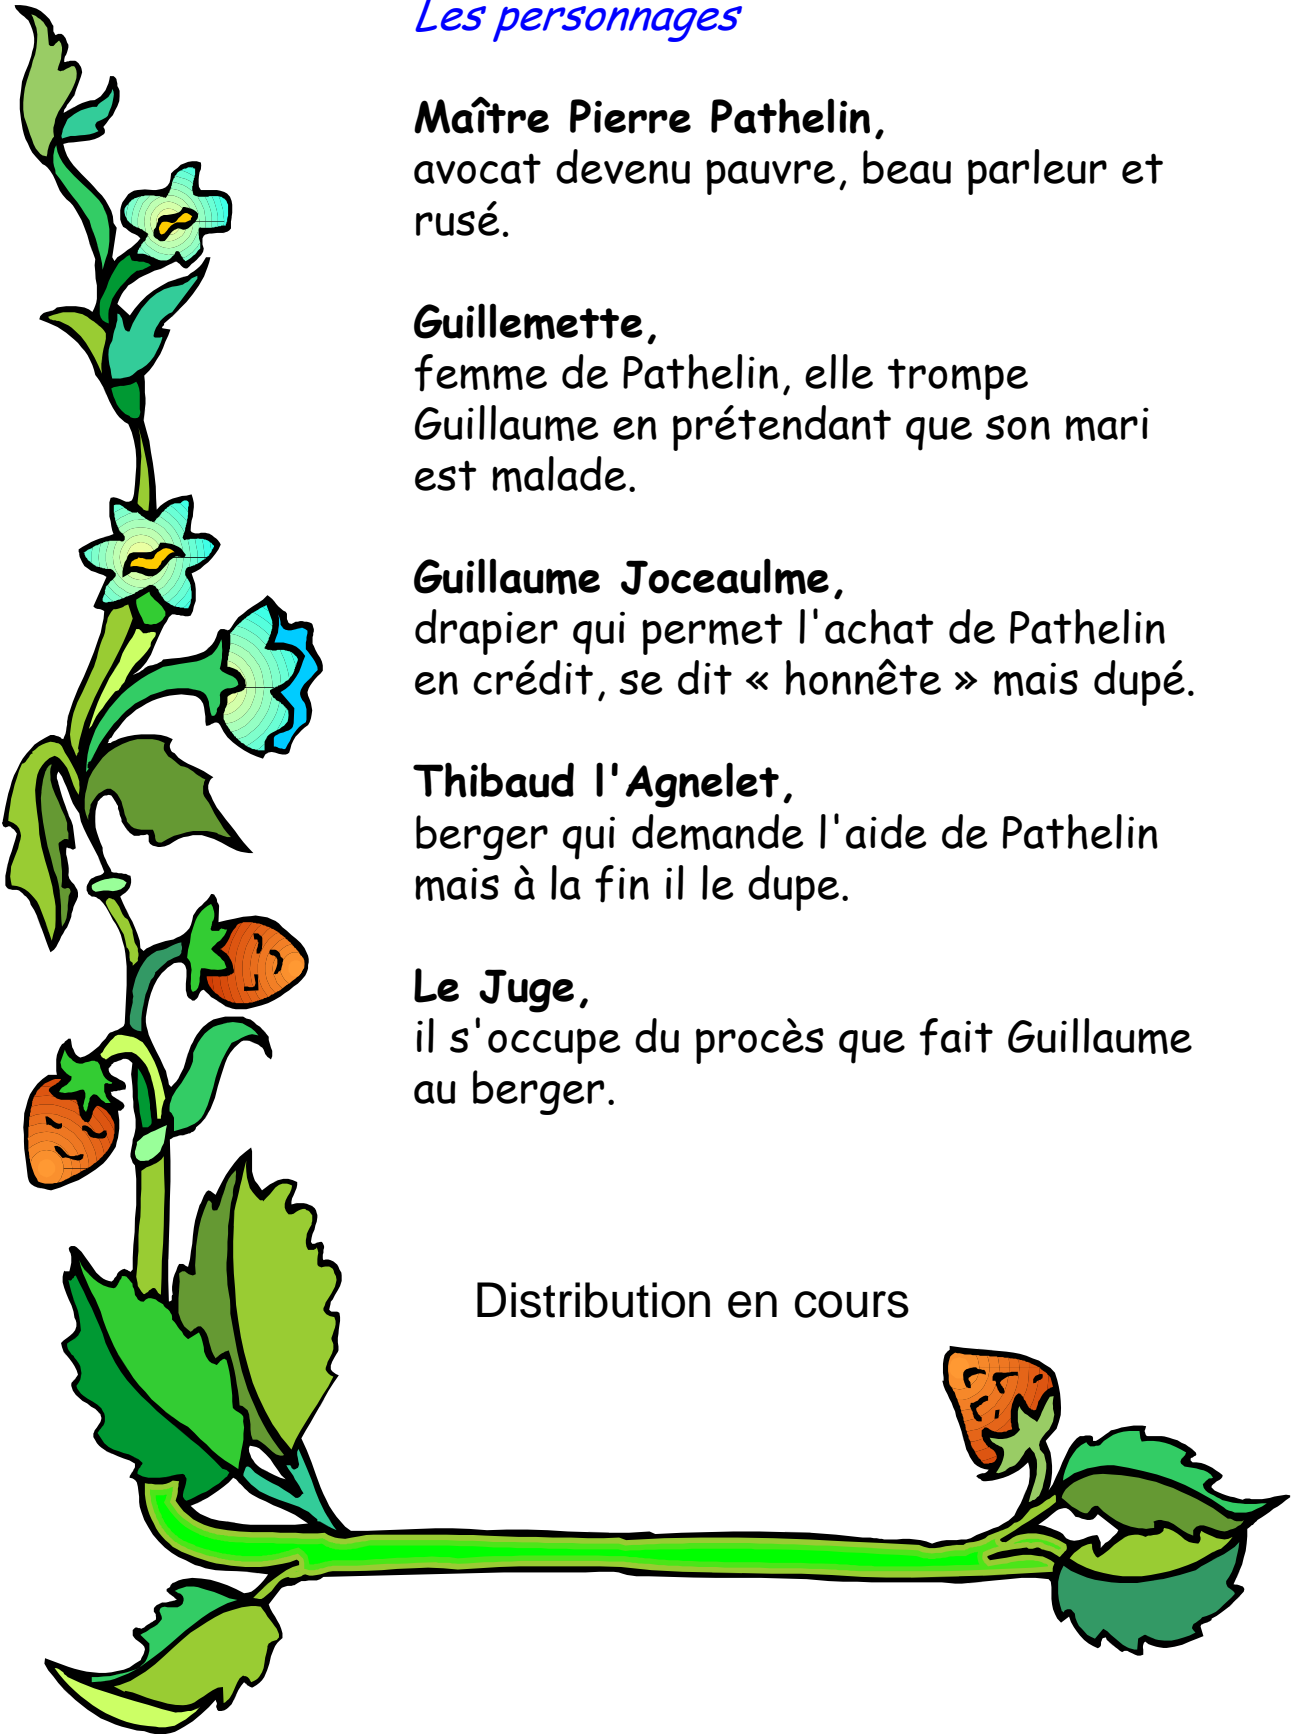 Les personnages
Maître Pierre Pathelin,
avocat devenu pauvre, beau parleur et
rusé.
Guillemette,
femme de Pathelin, elle trompe
Guillaume en prétendant que son mari
est malade.
Guillaume Joceaulme,
drapier qui permet l'achat de Pathelin
en crédit, se dit « honnête » mais dupé.
Thibaud l'Agnelet,
berger qui demande l'aide de Pathelin
mais à la fin il le dupe.
Le Juge,
il s'occupe du procès que fait Guillaume
au berger.
Distribution en cours